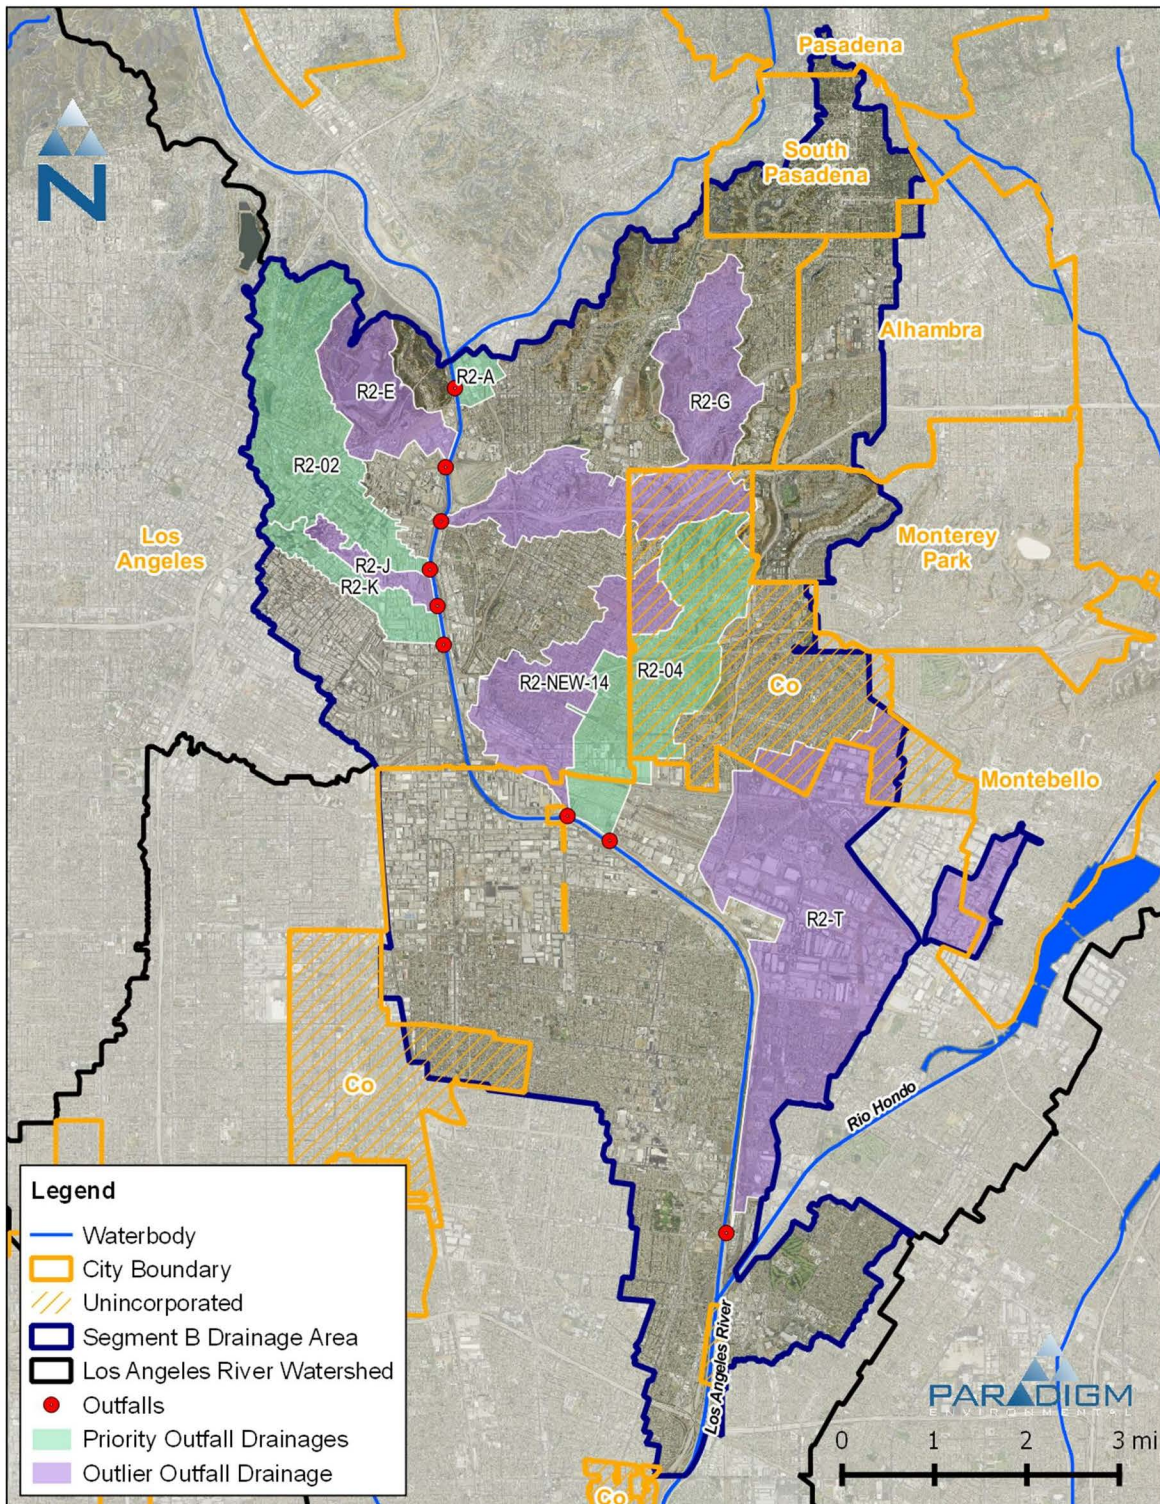 Pasadena
South
Pasadena
N
Alhambra
R2-A
R2-E
R2-G
R2-02
Los
Angeles
Monterey
Park
R2-J
R2-K
R2-NEW-14
R2-04
Co
Montebello
R2-T
Rio Hondo
Co
Los Angeles River
Co
Legend
Waterbody
City Boundary
Unincorporated
Segment B Drainage Area
Los Angeles River Watershed
Outfalls
Priority Outfall Drainages
Outlier Outfall Drainage
PARADIGM
ENVIRONMENTAL
0 1 2 3 mi